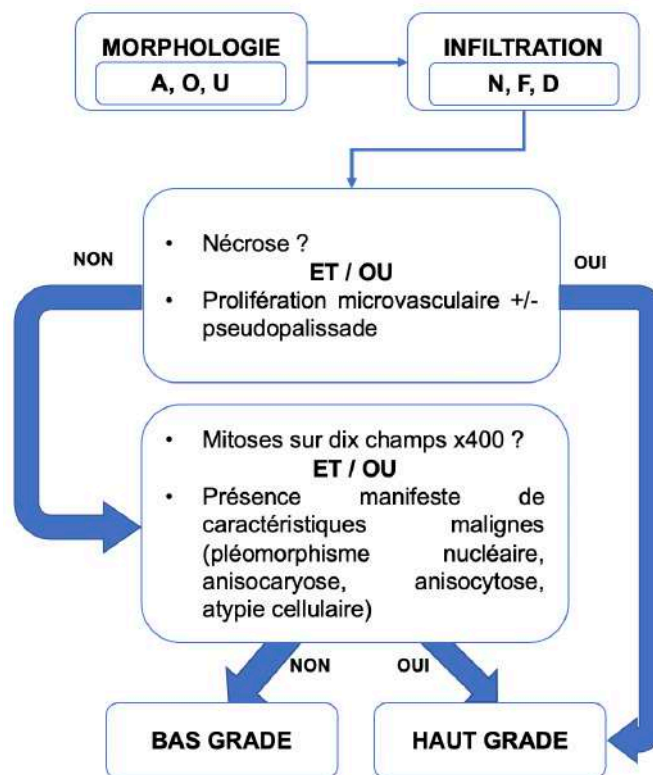 MORPHOLOGIE
A, O, U
INFILTRATION
N, F, D
NON
OUI
• Nécrose ?
ET / OU
• Prolifération microvasculaire +/-
pseudopalissade
• Mitoses sur dix champs x400 ?
ET / OU
• Présence manifeste de
caractéristiques malignes
(pléomorphisme nucléaire,
anisocaryose, anisocytose,
atypie cellulaire)
NON
OUI
BAS GRADE
HAUT GRADE